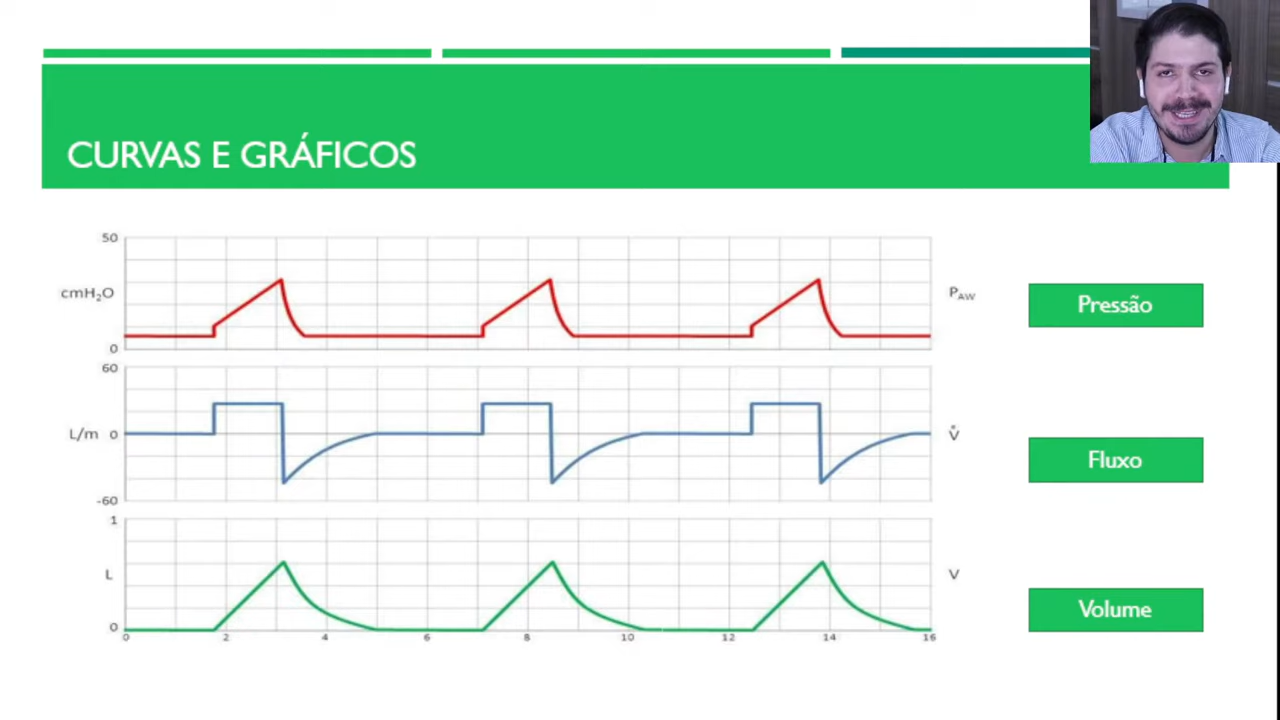 CURVAS E GRÁFICOS
50
cmH₂O
0
P_AW
Pressão
60
L/m 0
-60
V̇
Fluxo
1
L
0
V
Volume
0 2 4 6 8 10 12 14 16